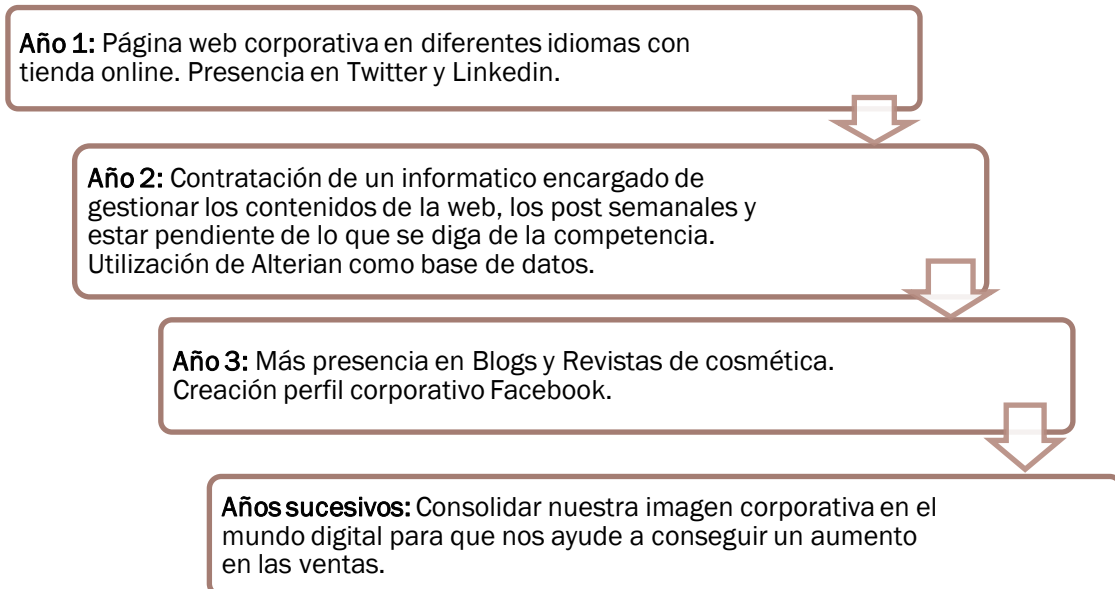 Año 1: Página web corporativa en diferentes idiomas con
tienda online. Presencia en Twitter y Linkedin.
Año 2: Contratación de un informatico encargado de
gestionar los contenidos de la web, los post semanales y
estar pendiente de lo que se diga de la competencia.
Utilización de Alterian como base de datos.
Año 3: Más presencia en Blogs y Revistas de cosmética.
Creación perfil corporativo Facebook.
Años sucesivos: Consolidar nuestra imagen corporativa en el
mundo digital para que nos ayude a conseguir un aumento
en las ventas.